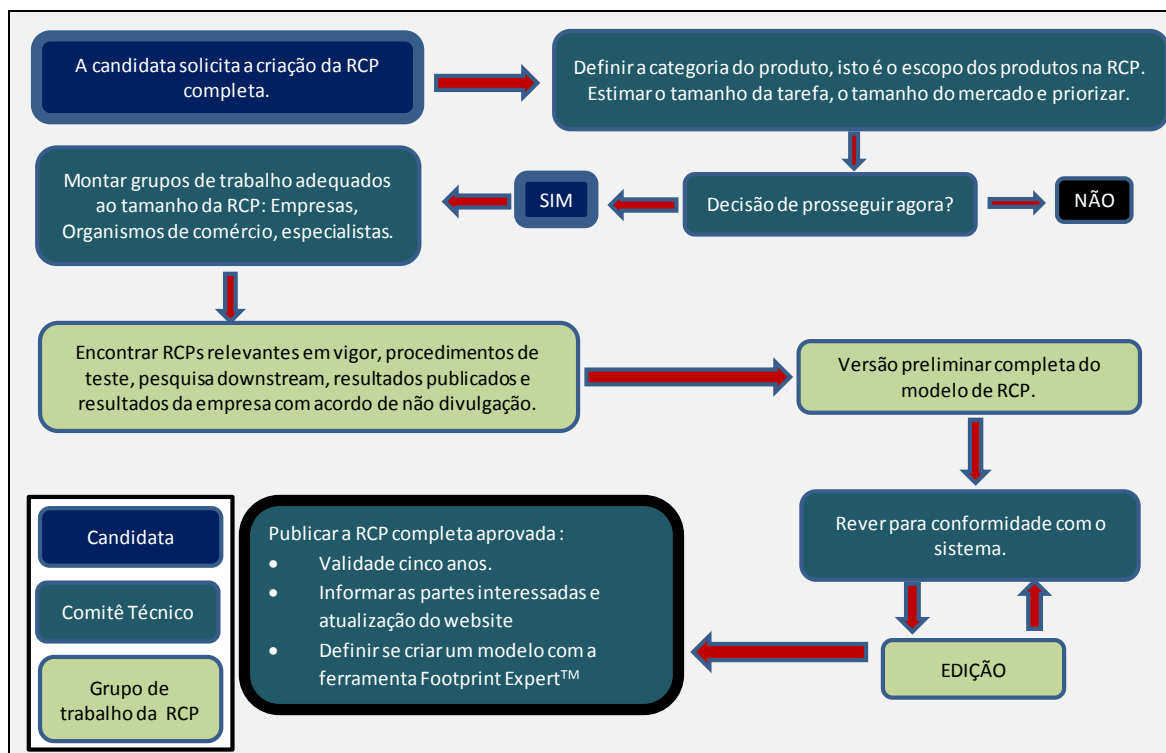 A candidata solicita a criação da RCP
completa.
Definir a categoria do produto, isto é o escopo dos produtos na RCP.
Estimar o tamanho da tarefa, o tamanho do mercado e priorizar.
Montar grupos de trabalho adequados
ao tamanho da RCP: Empresas,
Organismos de comércio, especialistas.
SIM
Decisão de prosseguir agora?
NÃO
Encontrar RCPs relevantes em vigor, procedimentos de
teste, pesquisa downstream, resultados publicados e
resultados da empresa com acordo de não divulgação.
Versão preliminar completa do
modelo de RCP.
Rever para conformidade com o
sistema.
EDIÇÃO
Publicar a RCP completa aprovada :
• Validade cinco anos.
• Informar as partes interessadas e
atualização do website
• Definir se criar um modelo com a
ferramenta Footprint Expert™
Candidata
Comitê Técnico
Grupo de
trabalho da RCP